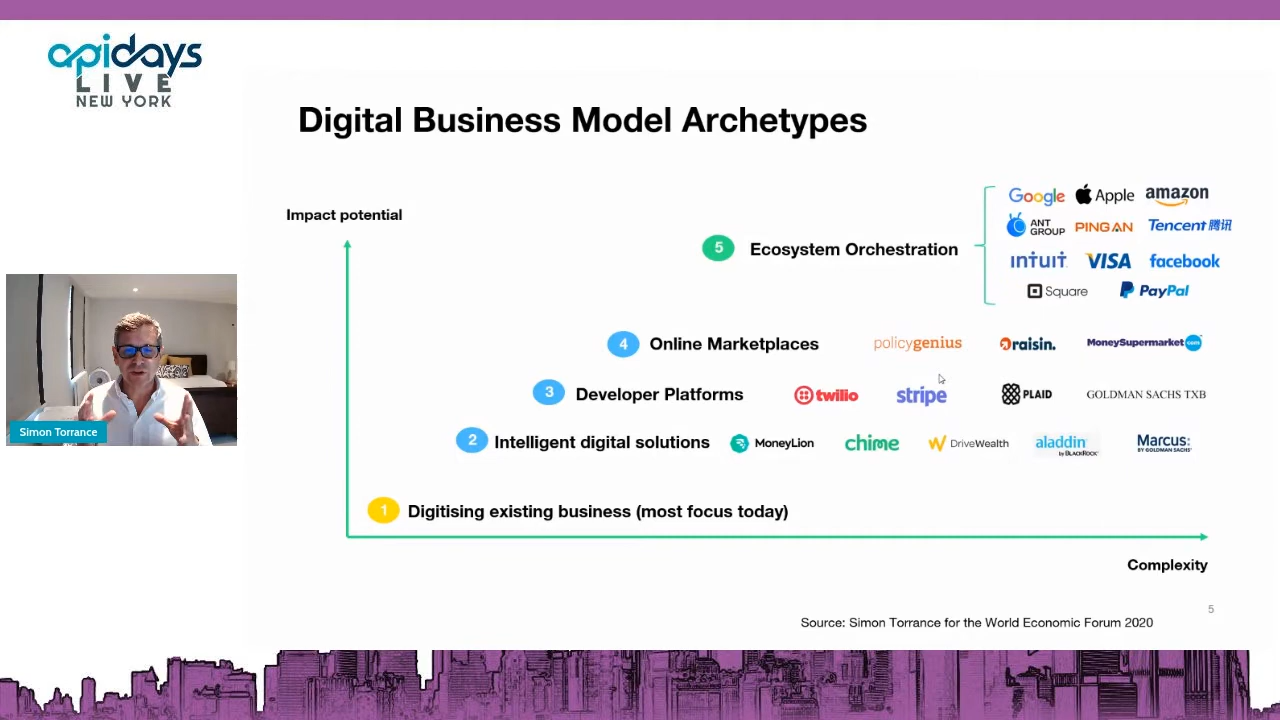 apidays
LIVE
NEW YORK
Digital Business Model Archetypes
Impact potential
5 Ecosystem Orchestration
Google Apple amazon
ANT GROUP PING AN Tencent 腾讯
INTUIT VISA facebook
Square PayPal
4 Online Marketplaces policygenius raisin. MoneySupermarket.com
3 Developer Platforms twilio stripe PLAID GOLDMAN SACHS TXB
2 Intelligent digital solutions MoneyLion chime DriveWealth aladdin by BLACKROCK Marcus: BY GOLDMAN SACHS
Simon Torrance
1 Digitising existing business (most focus today)
Complexity
5
Source: Simon Torrance for the World Economic Forum 2020